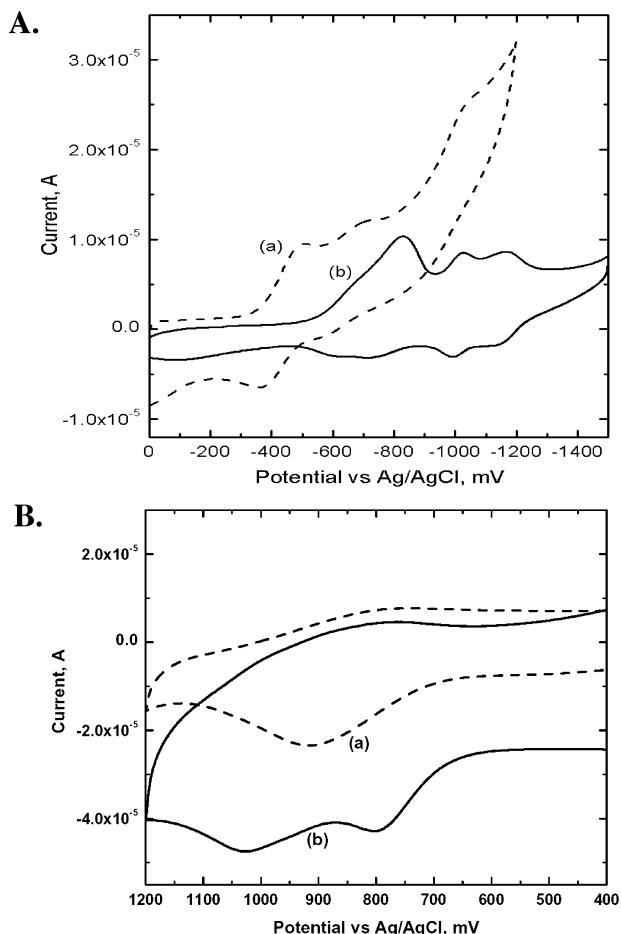 A.
3.0x10⁻⁵
2.0x10⁻⁵
1.0x10⁻⁵
0.0
-1.0x10⁻⁵
Current, A
(a)
(b)
0 -200 -400 -600 -800 -1000 -1200 -1400
Potential vs Ag/AgCl, mV
B.
2.0x10⁻⁵
0.0
-2.0x10⁻⁵
-4.0x10⁻⁵
Current, A
(a)
(b)
1200 1100 1000 900 800 700 600 500 400
Potential vs Ag/AgCl, mV